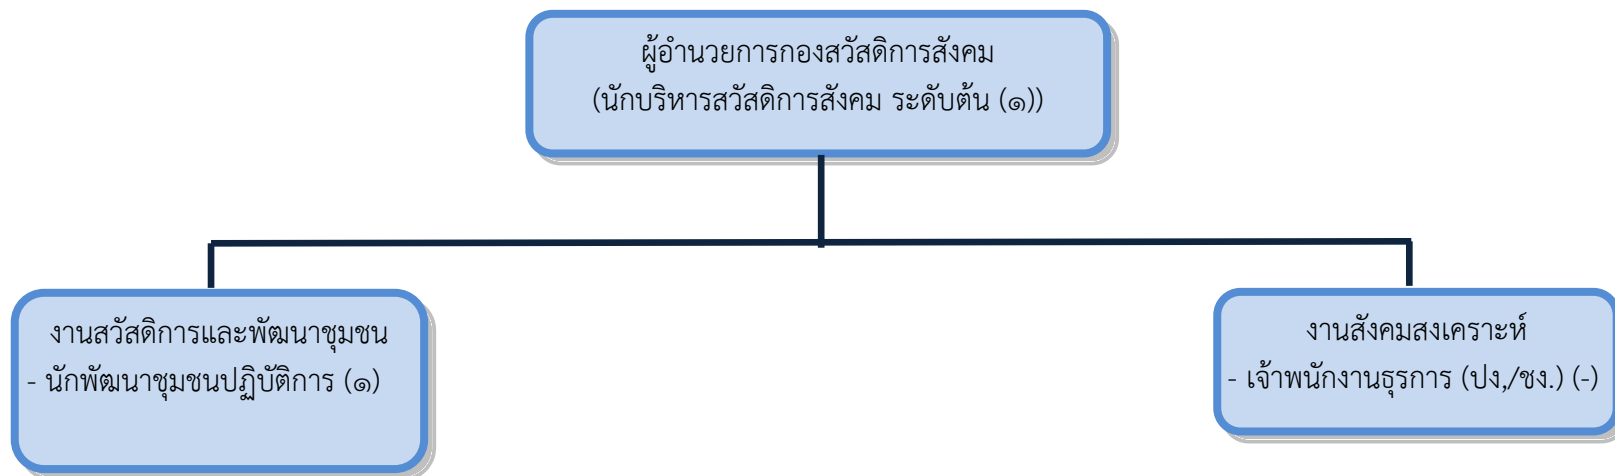 ผู้อำนวยการกองสวัสดิการสังคม
(นักบริหารสวัสดิการสังคม ระดับต้น (๑))
งานสวัสดิการและพัฒนาชุมชน
- นักพัฒนาชุมชนปฏิบัติการ (๑)
งานสังคมสงเคราะห์
- เจ้าพนักงานธุรการ (ปง,/ชง.) (-)